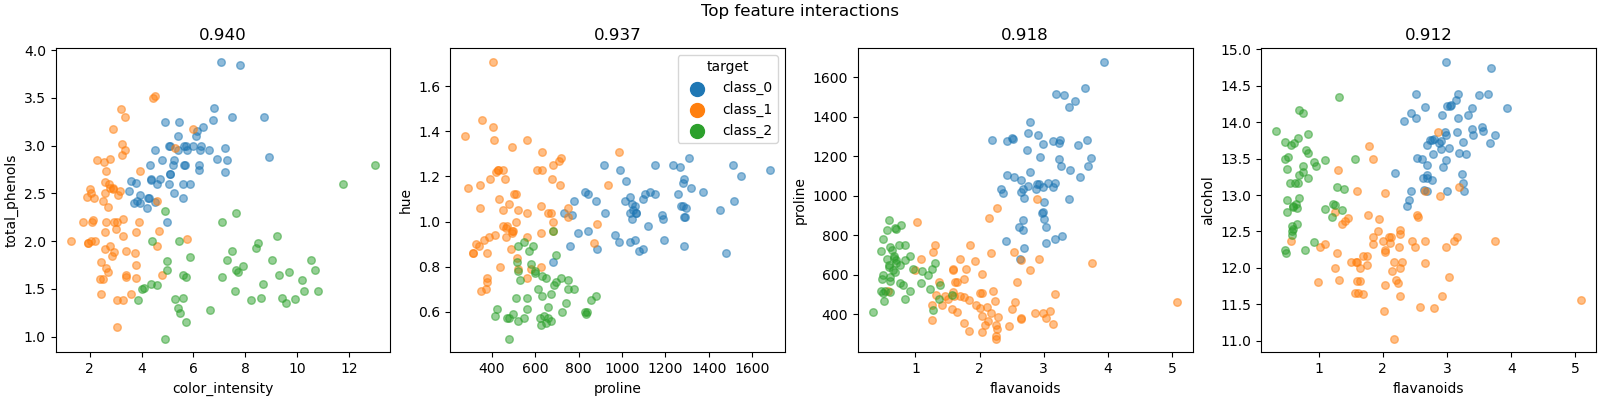 Top feature interactions
0.940
4.0
3.5
3.0
2.5
2.0
1.5
1.0
total_phenols
2 4 6 8 10 12
color_intensity
0.937
target
class_0
class_1
class_2
1.6
1.4
1.2
1.0
0.8
0.6
hue
400 600 800 1000 1200 1400 1600
proline
0.918
1600
1400
1200
1000
800
600
400
proline
1 2 3 4 5
flavanoids
0.912
15.0
14.5
14.0
13.5
13.0
12.5
12.0
11.5
11.0
alcohol
1 2 3 4 5
flavanoids